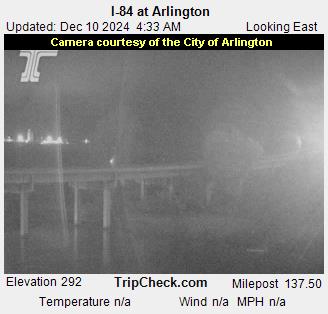 I-84 at Arlington
Updated: Dec 10 2024 4:33 AM Looking East
Camera courtesy of the City of Arlington
Elevation 292 TripCheck.com Milepost 137.50
Temperature n/a Wind n/a MPH n/a